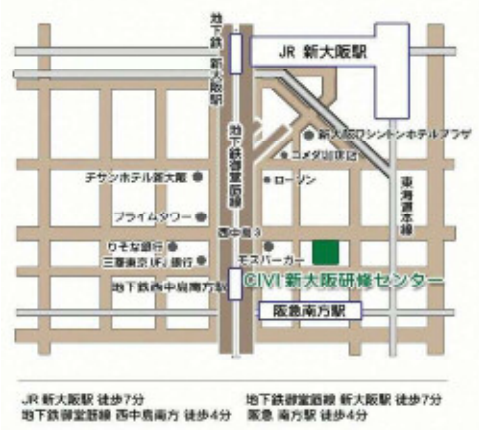 地下鉄 新大阪駅
JR 新大阪駅
地下鉄御堂筋線
新大阪ワシントンホテルプラザ
コメダ珈琲店
チサンホテル新大阪
ローソン
東海道本線
プライムタワー
西中島3
りそな銀行
モスバーガー
三菱東京UFJ銀行
CIVI 新大阪研修センター
地下鉄西中島南方駅
阪急南方駅
JR 新大阪駅 徒歩7分
地下鉄御堂筋線 新大阪駅 徒歩7分
地下鉄御堂筋線 西中島南方 徒歩4分
阪急 南方駅 徒歩4分